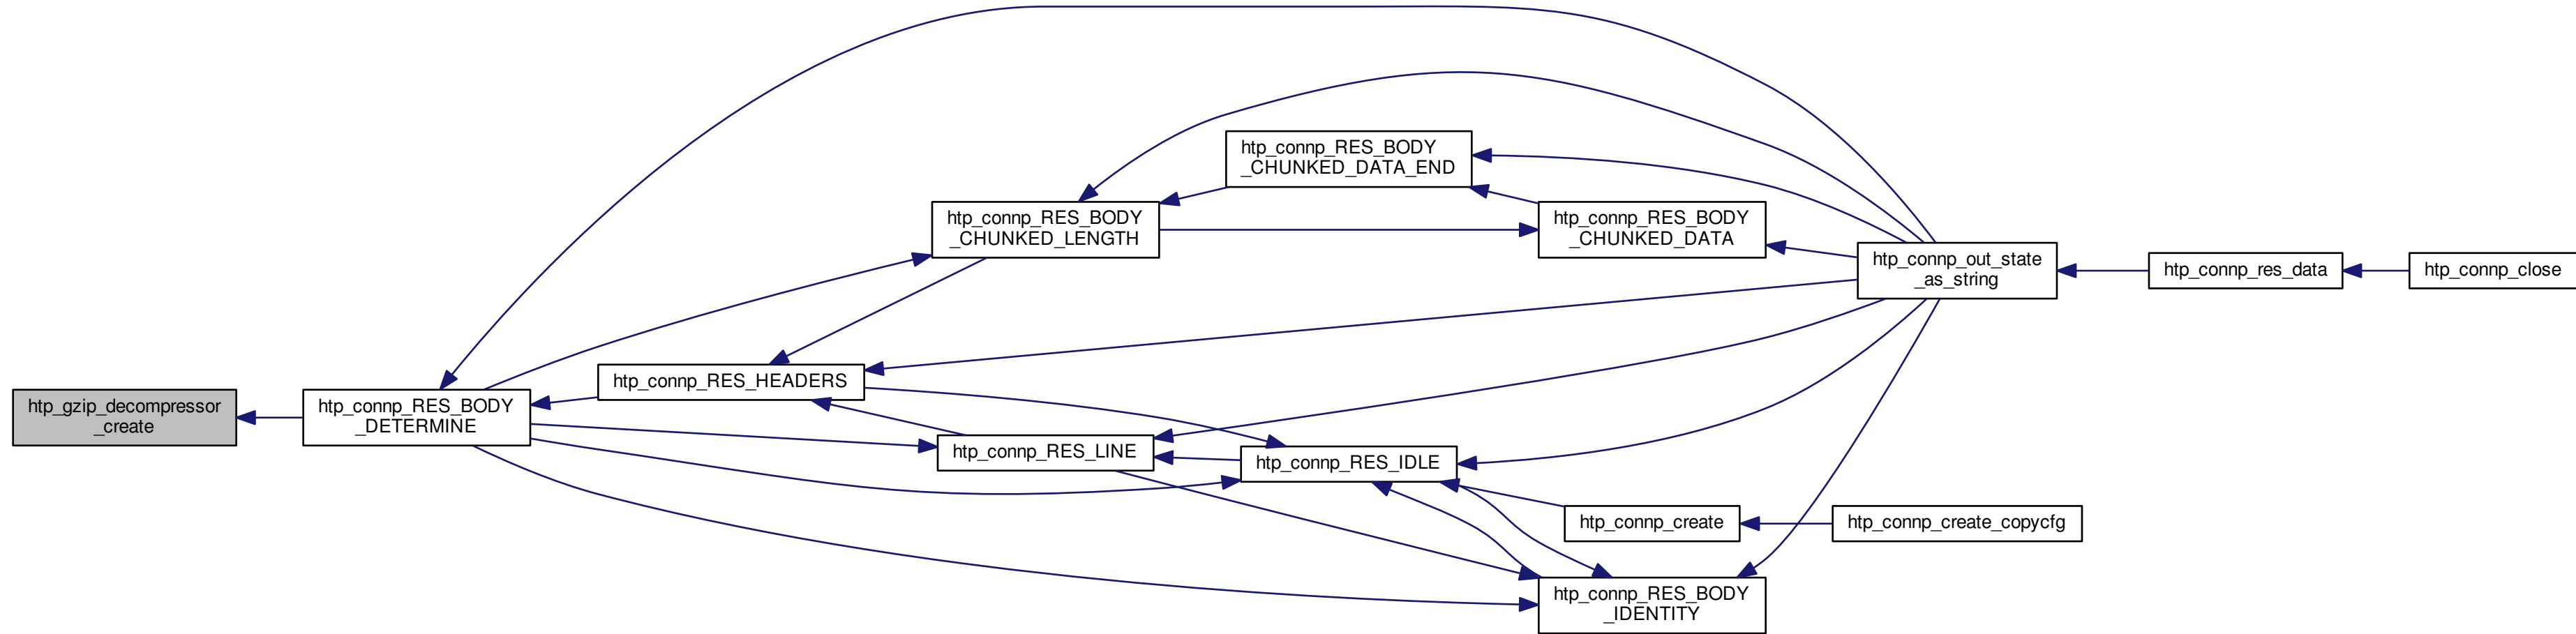 htp_gzip_decompressor
_create
htp_connp_RES_BODY
_DETERMINE
htp_connp_RES_HEADERS
htp_connp_RES_BODY
_CHUNKED_LENGTH
htp_connp_RES_LINE
htp_connp_RES_BODY
_CHUNKED_DATA_END
htp_connp_RES_IDLE
htp_connp_RES_BODY
_CHUNKED_DATA
htp_connp_create
htp_connp_RES_BODY
_IDENTITY
htp_connp_out_state
_as_string
htp_connp_create_copycfg
htp_connp_res_data
htp_connp_close